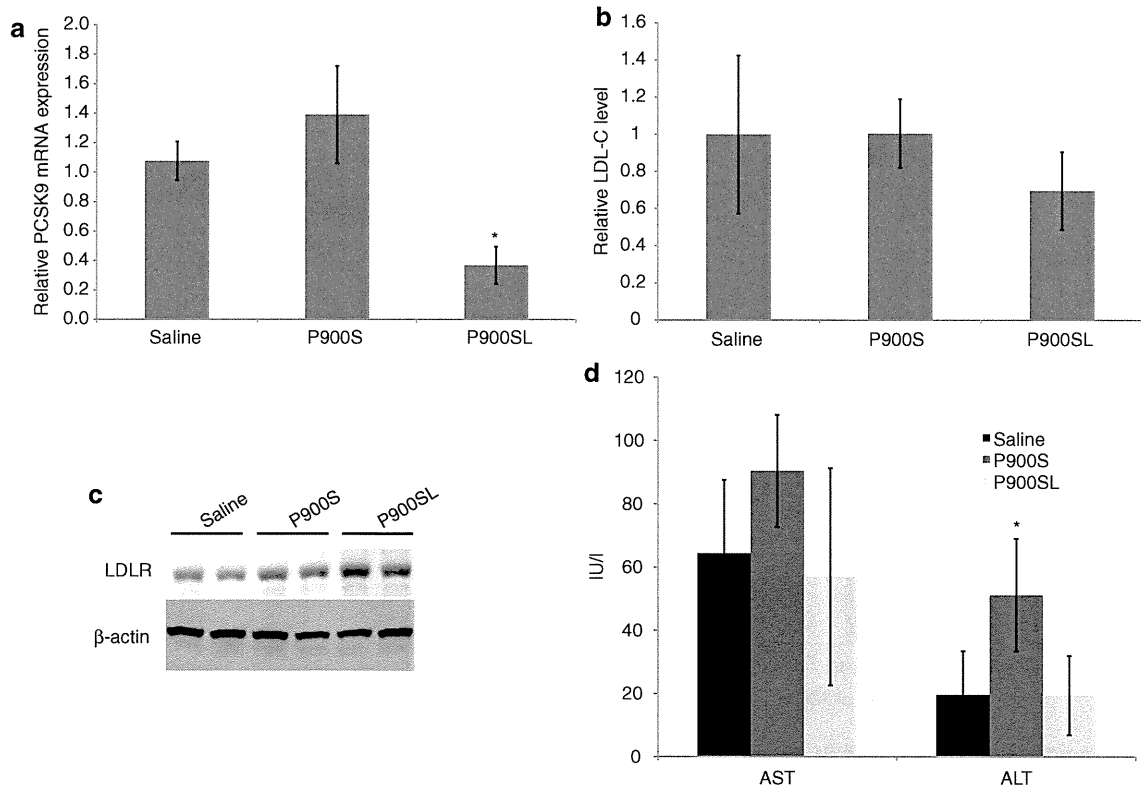 a
Relative PCSK9 mRNA expression
2.0
1.8
1.6
1.4
1.2
1.0
0.8
0.6
0.4
0.2
0.0
*
Saline
P900S
P900SL
b
Relative LDL-C level
1.6
1.4
1.2
1
0.8
0.6
0.4
0.2
0
Saline
P900S
P900SL
c
Saline
P900S
P900SL
LDLR
β-actin
d
IU/l
120
100
80
60
40
20
0
Saline
P900S
P900SL
*
AST
ALT